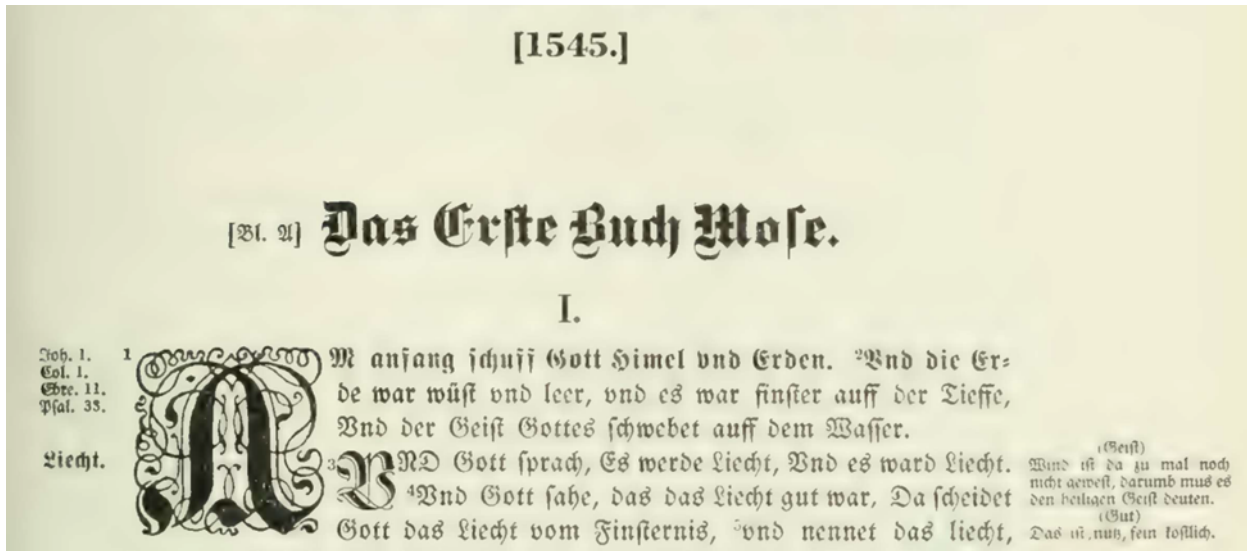 [1545.]
[Bl. A] Das Erſte Buch Moſe.
I.
Joh. 1.
Col. 1.
Ebre. 11.
Pſal. 33.
Liecht.
1 AM anfang ſchuff Gott Himel vnd Erden. 2Vnd die Er⸗
de war wüſt vnd leer, vnd es war finſter auff der Tieffe,
Vnd der Geiſt Gottes ſchwebet auff dem Waſſer.
3VND Gott ſprach, Es werde Liecht, Vnd es ward Liecht.
4Vnd Gott ſahe, das das Liecht gut war, Da ſcheidet
Gott das Liecht vom Finſternis, 5vnd nennet das liecht,
(Geiſt)
Wind iſt da zu mal noch
nicht geweſt, darumb mus es
den heiligen Geiſt deuten.
(Gut)
Das iſt, nutz, fein koſtlich.